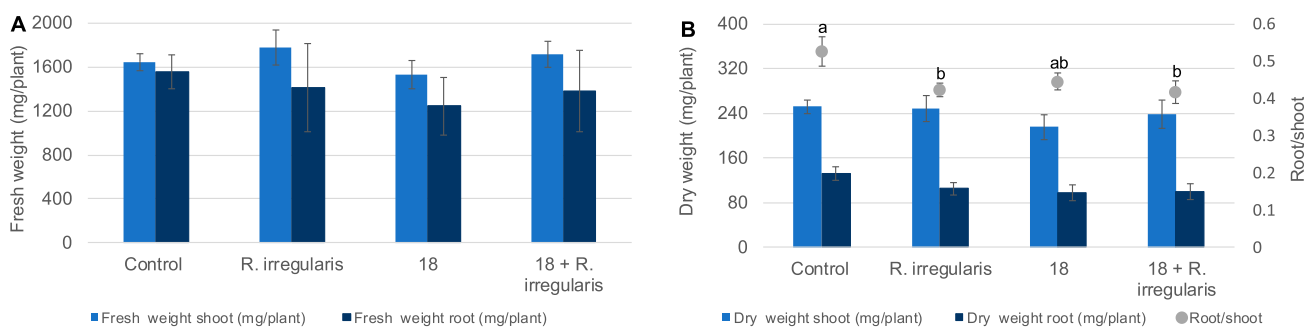 A
Fresh weight (mg/plant)
2000
1600
1200
800
400
0
Control
R. irregularis
18
18 + R.
irregularis
Fresh weight shoot (mg/plant)
Fresh weight root (mg/plant)
B
Dry weight (mg/plant)
400
320
240
160
80
0
a
b
ab
b
0.6
0.5
0.4
0.3
0.2
0.1
0
Root/shoot
Control
R. irregularis
18
18 + R.
irregularis
Dry weight shoot (mg/plant)
Dry weight root (mg/plant)
Root/shoot